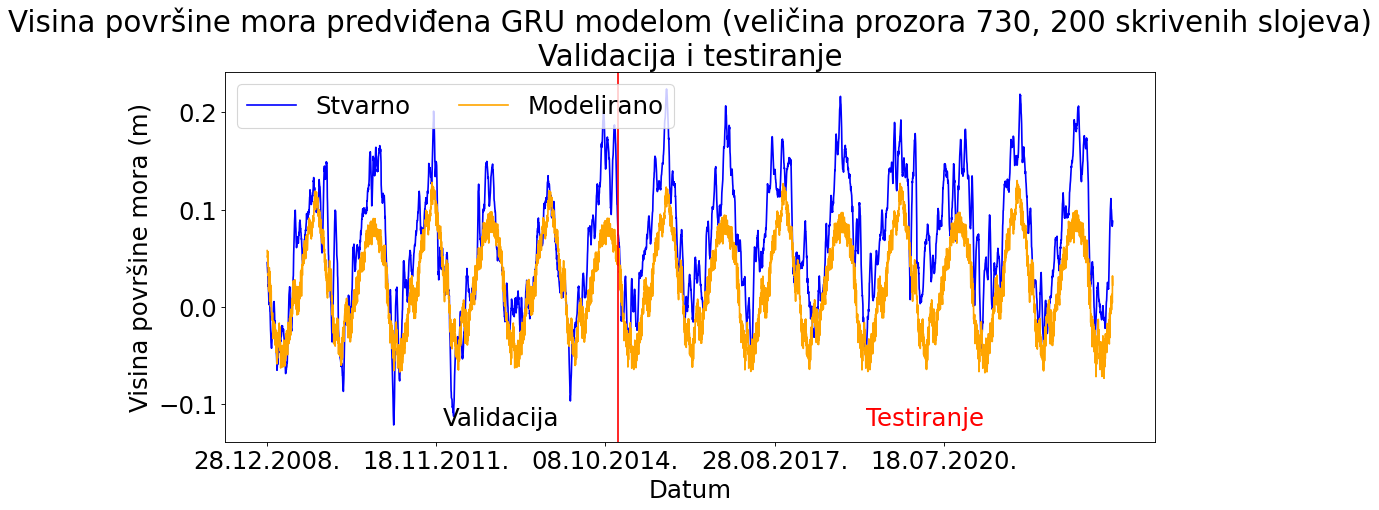 Visina površine mora predviđena GRU modelom (veličina prozora 730, 200 skrivenih slojeva)
Validacija i testiranje
Stvarno
Modelirano
Visina površine mora (m)
0.2
0.1
0.0
−0.1
Validacija
Testiranje
28.12.2008.
18.11.2011.
08.10.2014.
28.08.2017.
18.07.2020.
Datum